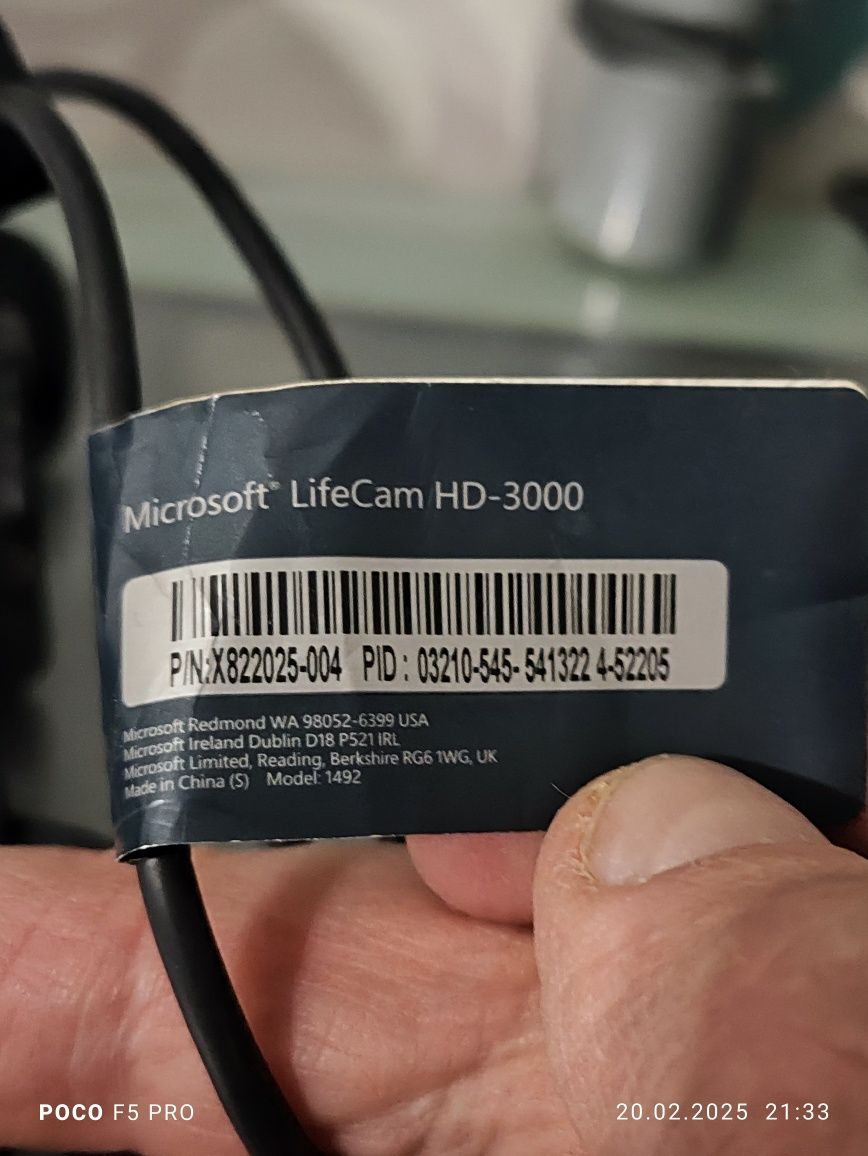 Microsoft® LifeCam HD-3000
P/N:X822025-004 PID : 03210-545- 541322 4-52205
Microsoft Redmond WA 98052-6399 USA
Microsoft Ireland Dublin D18 P521 IRL
Microsoft Limited, Reading, Berkshire RG6 1WG, UK
Made in China (S) Model: 1492
POCO F5 PRO
20.02.2025 21:33